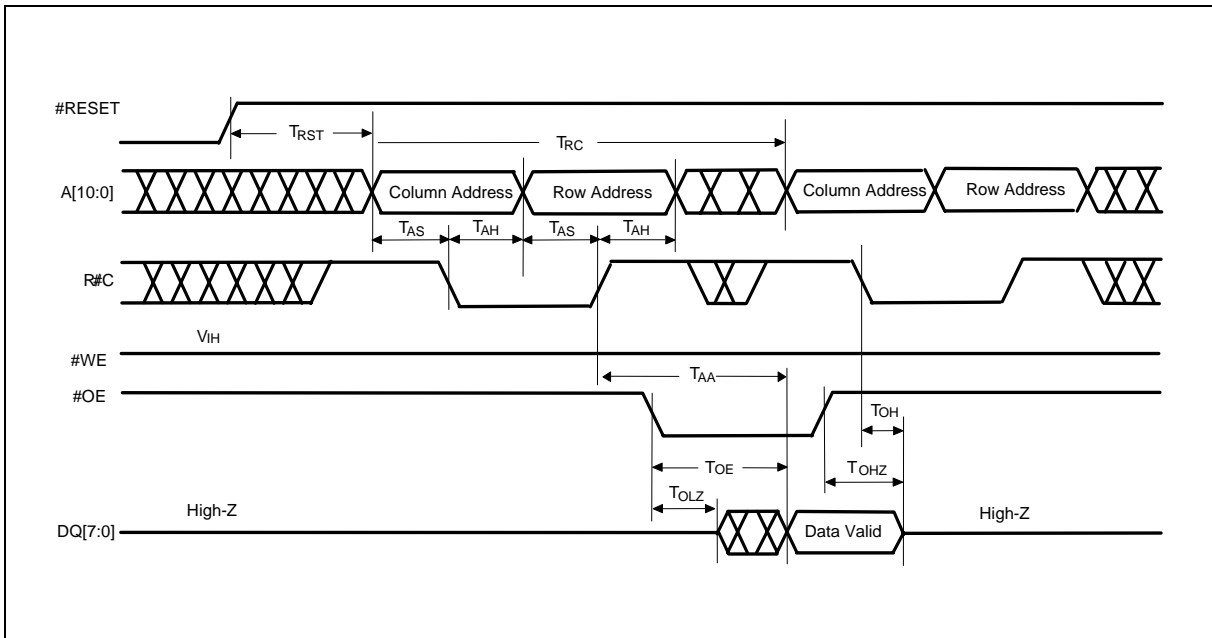 #RESET
TRST
TRC
A[10:0]
Column Address
Row Address
Column Address
Row Address
TAS
TAH
TAS
TAH
R#C
VIH
#WE
TAA
#OE
TOH
TOE
TOHZ
TOLZ
High-Z
High-Z
DQ[7:0]
Data Valid